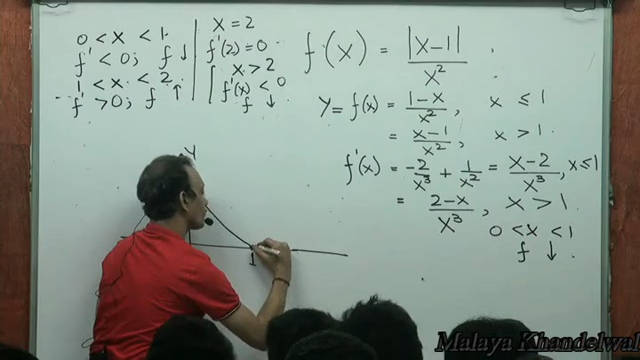 0 < x < 1
f' < 0; f ↓
1 < x < 2
f' > 0; f ↑
x = 2
f'(2) = 0
x > 2
f'(x) < 0
f ↓
f(x) = |x-1| / x²
y = f(x) = (1-x)/x², x ≤ 1
= (x-1)/x², x > 1
f'(x) = -2/x³ + 1/x² = (x-2)/x³, x ≤ 1
= (2-x)/x³, x > 1
0 < x < 1
f ↓
y
1
Malaya Khandelwal